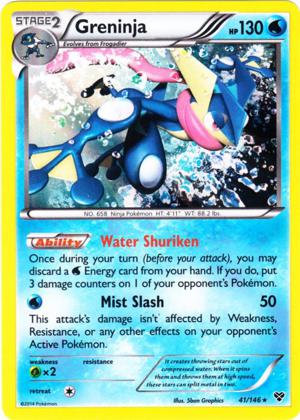 STAGE2 Greninja HP130
Evolves from Frogadier
NO. 658 Ninja Pokémon HT: 4'11" WT: 88.2 lbs.
Ability Water Shuriken
Once during your turn (before your attack), you may
discard a Energy card from your hand. If you do, put
3 damage counters on 1 of your opponent's Pokémon.
Mist Slash 50
This attack's damage isn't affected by Weakness,
Resistance, or any other effects on your opponent's
Active Pokémon.
weakness resistance
×2
retreat
It creates throwing stars out of
compressed water. When it spins
them and throws them at high speed,
these stars can split metal in two.
©2014 Pokémon
Illus. 5ban Graphics
41/146 ★